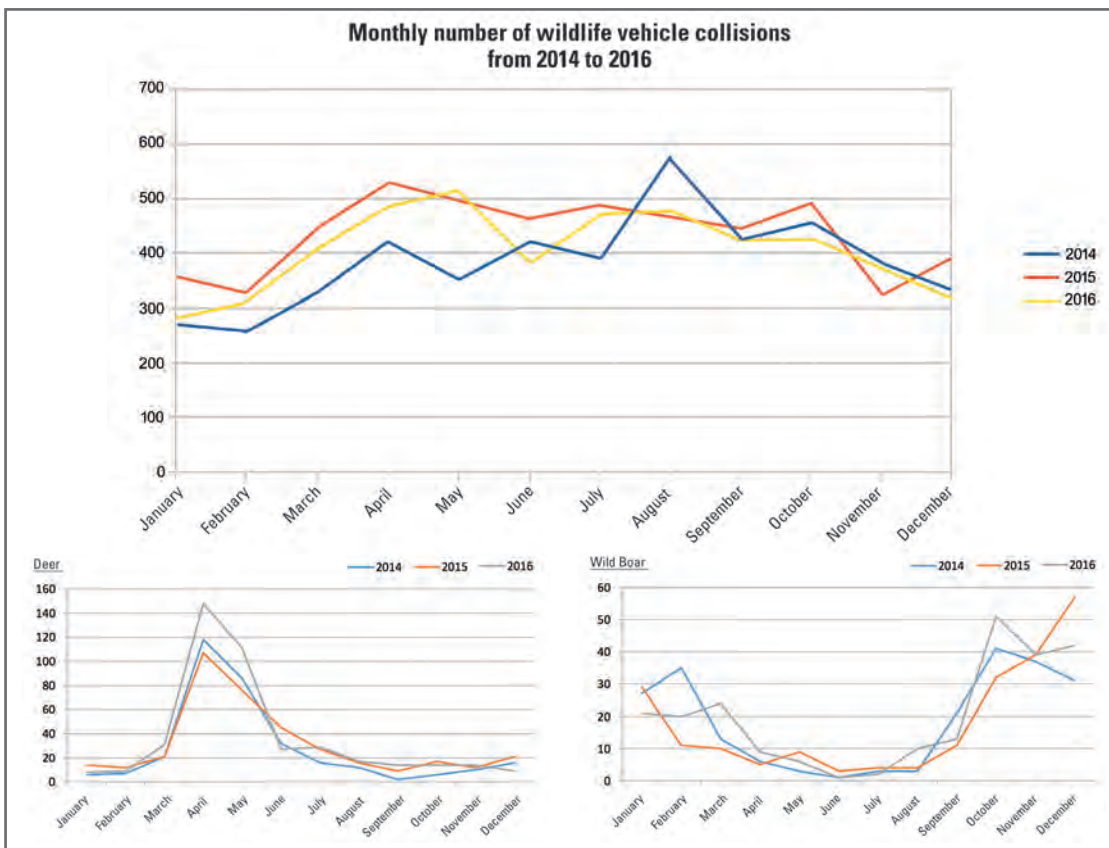 Monthly number of wildlife vehicle collisions
from 2014 to 2016
700
600
500
400
300
200
100
0
January
February
March
April
May
June
July
August
September
October
November
December
2014
2015
2016
Deer
2014
2015
2016
160
140
120
100
80
60
40
20
0
January
February
March
April
May
June
July
August
September
October
November
December
Wild Boar
2014
2015
2016
60
50
40
30
20
10
0
January
February
March
April
May
June
July
August
September
October
November
December